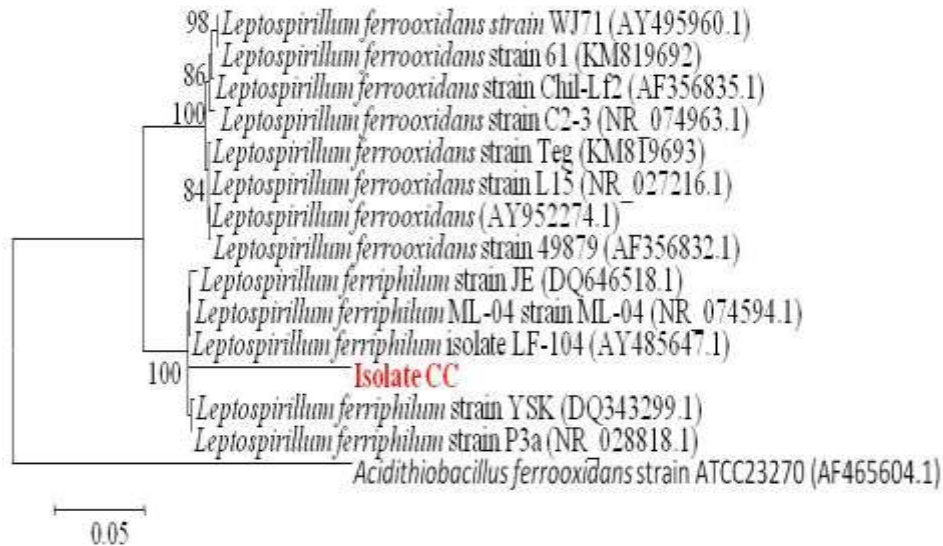 98 Leptospirillum ferrooxidans strain WJ71 (AY495960.1)
Leptospirillum ferrooxidans strain 61 (KM819692)
86
Leptospirillum ferrooxidans strain Chil-Lf2 (AF356835.1)
100 Leptospirillum ferrooxidans strain C2-3 (NR_074963.1)
Leptospirillum ferrooxidans strain Teg (KM819693)
84 Leptospirillum ferrooxidans strain L15 (NR_027216.1)
Leptospirillum ferrooxidans (AY952274.1)
Leptospirillum ferrooxidans strain 49879 (AF356832.1)
Leptospirillum ferriphilum strain JE (DQ646518.1)
Leptospirillum ferriphilum ML-04 strain ML-04 (NR_074594.1)
Leptospirillum ferriphilum isolate LF-104 (AY485647.1)
100 Isolate CC
Leptospirillum ferriphilum strain YSK (DQ343299.1)
Leptospirillum ferriphilum strain P3a (NR_028818.1)
Acidithiobacillus ferrooxidans strain ATCC23270 (AF465604.1)
0.05